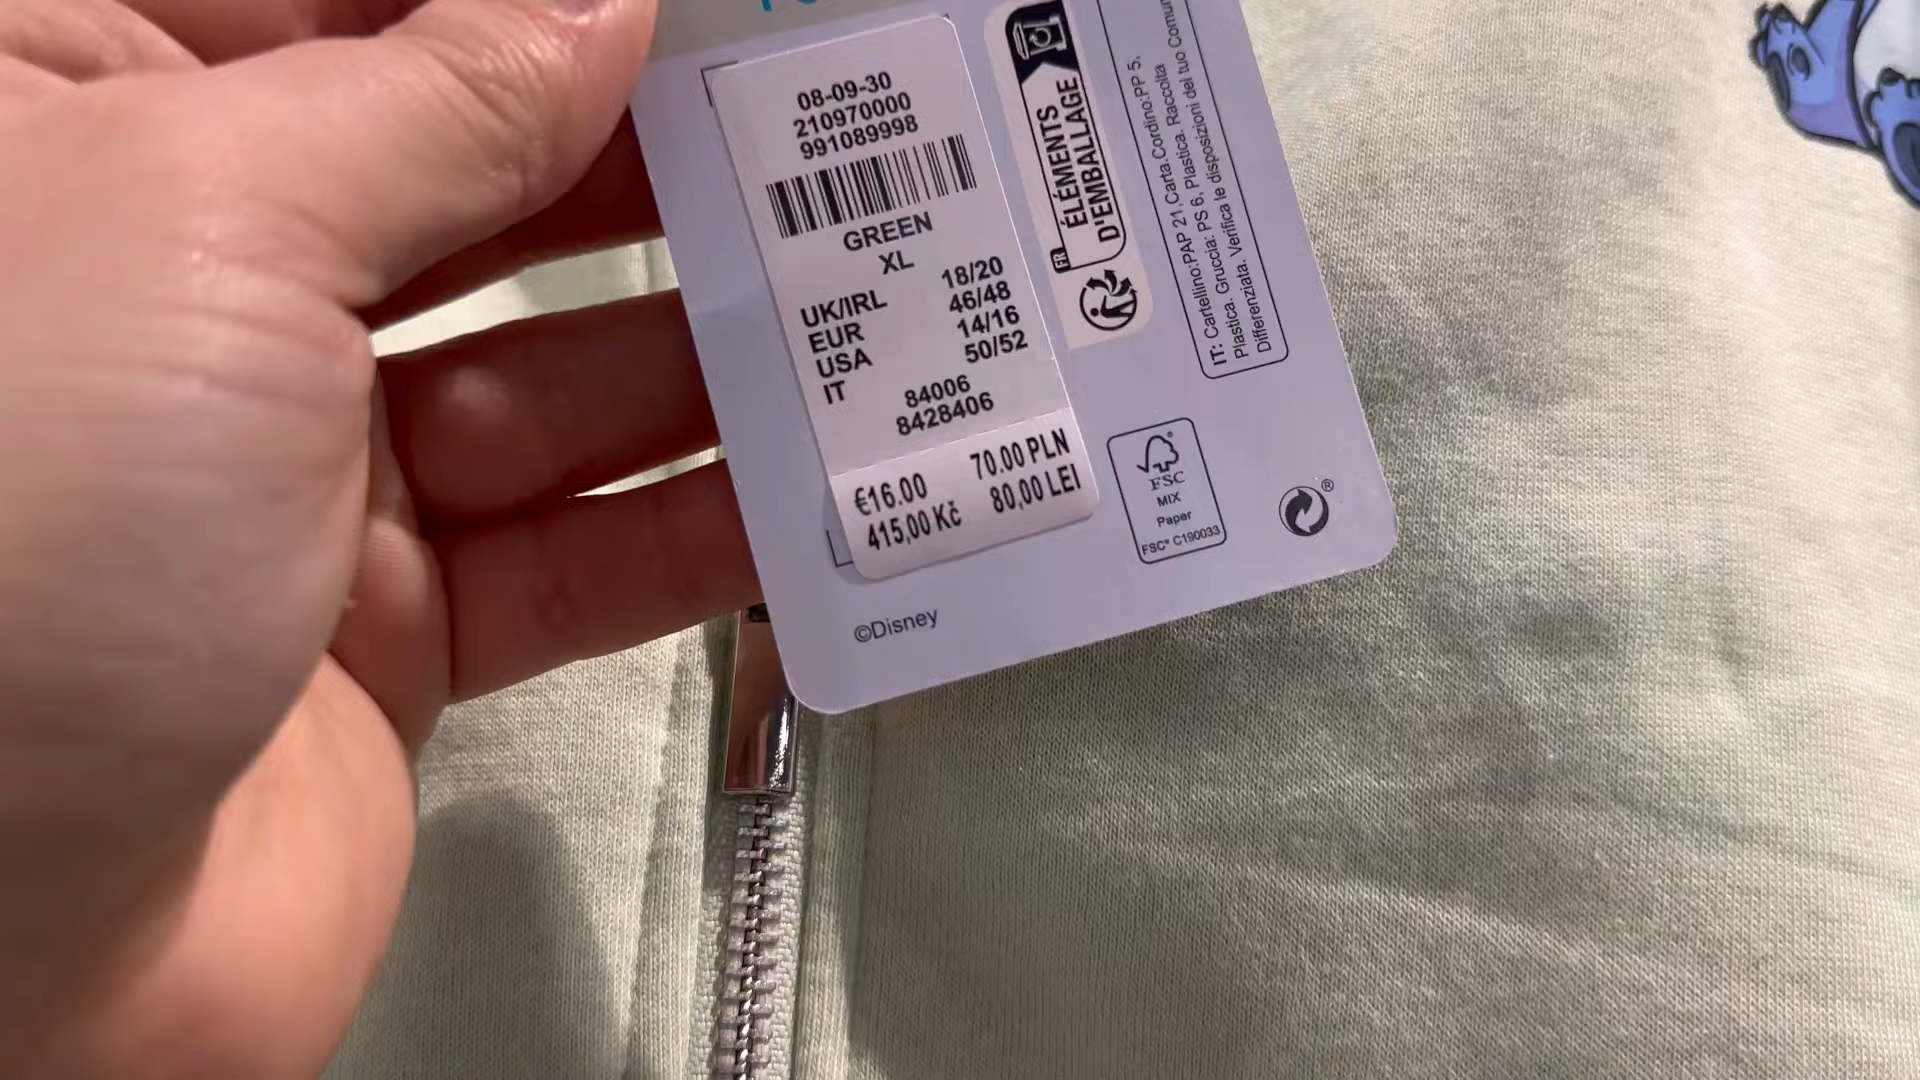 08-09-30
210970000
991089998
GREEN
XL
UK/IRL 18/20
EUR 46/48
USA 14/16
IT 50/52
84006
8428406
€16.00 70.00 PLN
415,00 Kč 80,00 LEI
©Disney
FR
ÉLÉMENTS
D'EMBALLAGE
IT: Cartellino:PAP 21,Carta.Cordino:PP 5,
Plastica. Gruccia: PS 6, Plastica. Raccolta
Differenziata. Verifica le disposizioni del tuo
FSC
MIX
Paper
FSC® C190033
®